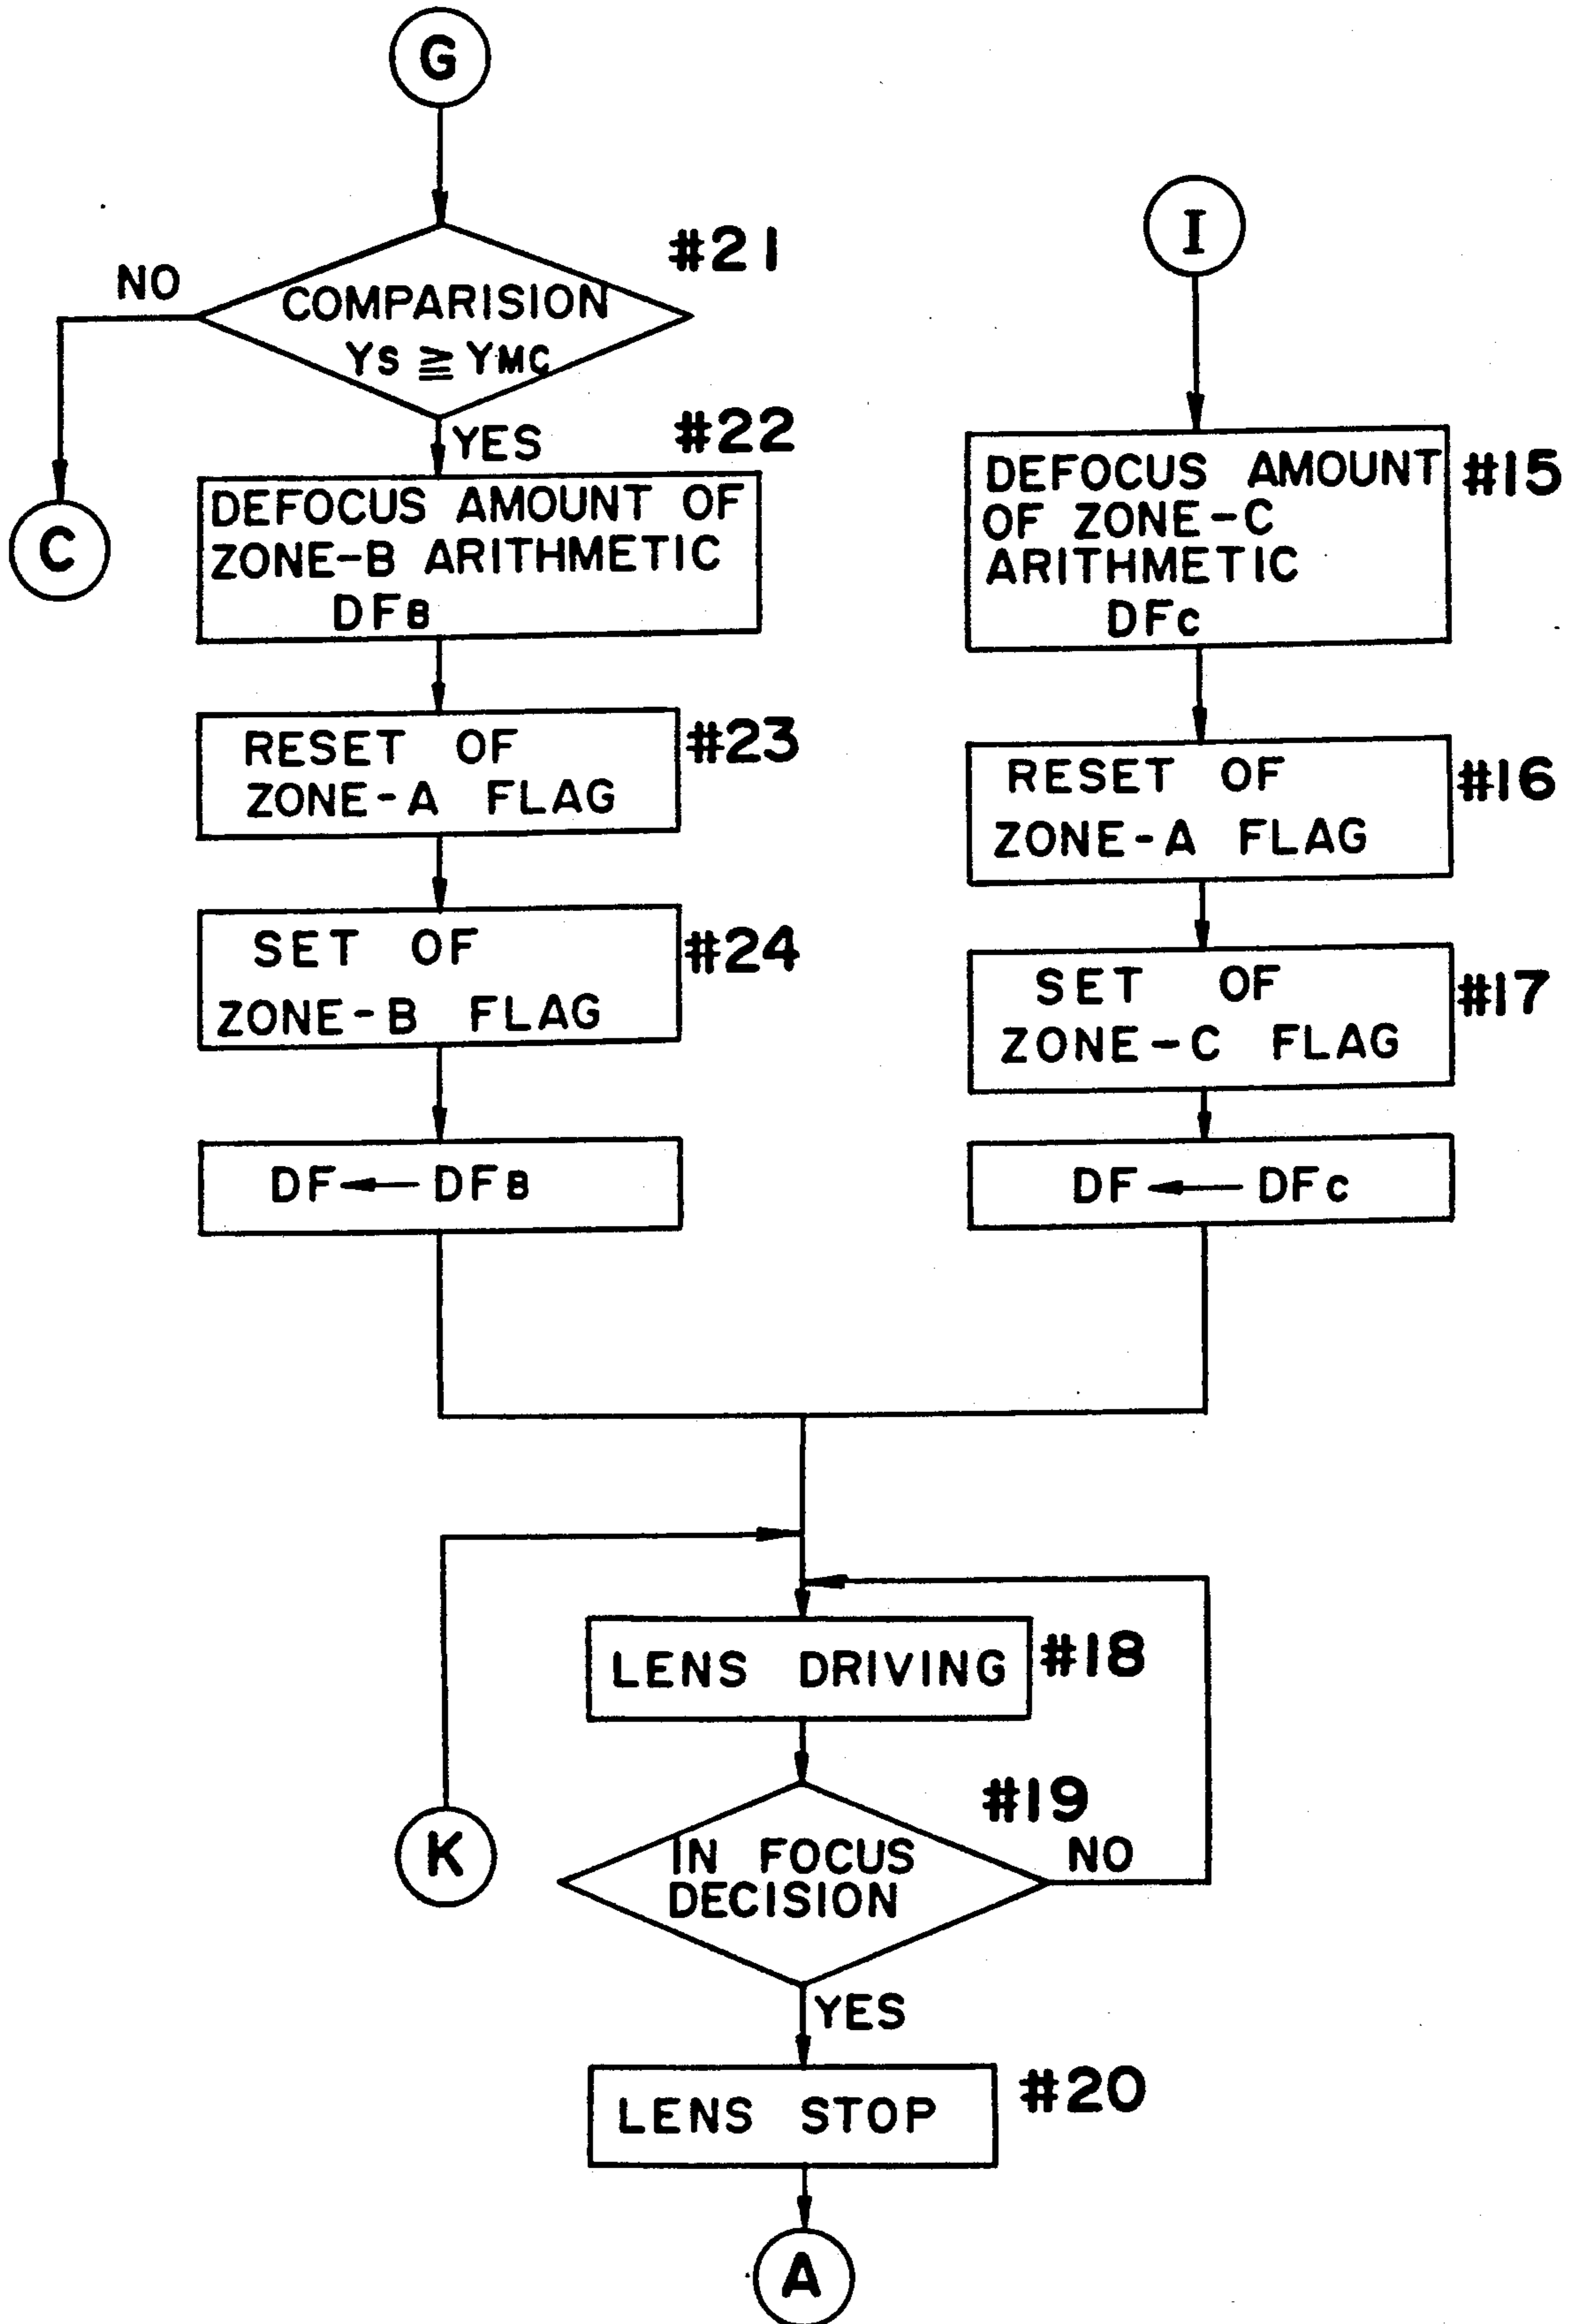 G
#21
NO
COMPARISION
YS ≧ YMC
YES
C
#22
DEFOCUS AMOUNT OF
ZONE-B ARITHMETIC
DFB
#23
RESET OF
ZONE-A FLAG
#24
SET OF
ZONE-B FLAG
DF ← DFB
I
#15
DEFOCUS AMOUNT
OF ZONE-C
ARITHMETIC
DFC
#16
RESET OF
ZONE-A FLAG
#17
SET OF
ZONE-C FLAG
DF ← DFC
K
LENS DRIVING
#18
#19
IN FOCUS
DECISION
NO
YES
LENS STOP
#20
A